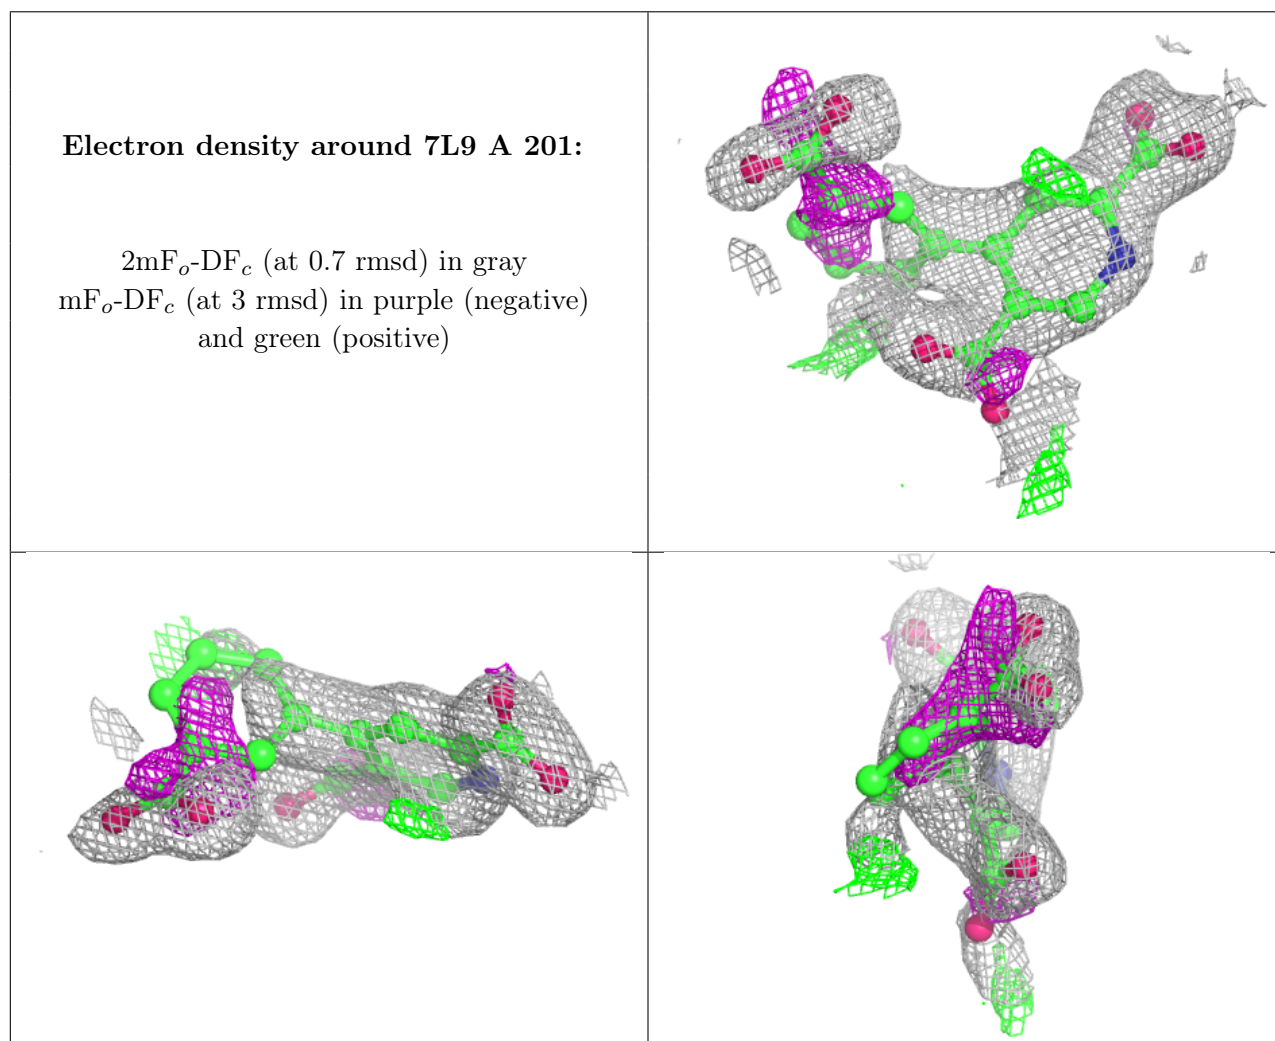 Electron density around 7L9 A 201:
2mFo-DFc (at 0.7 rmsd) in gray
mFo-DFc (at 3 rmsd) in purple (negative)
and green (positive)